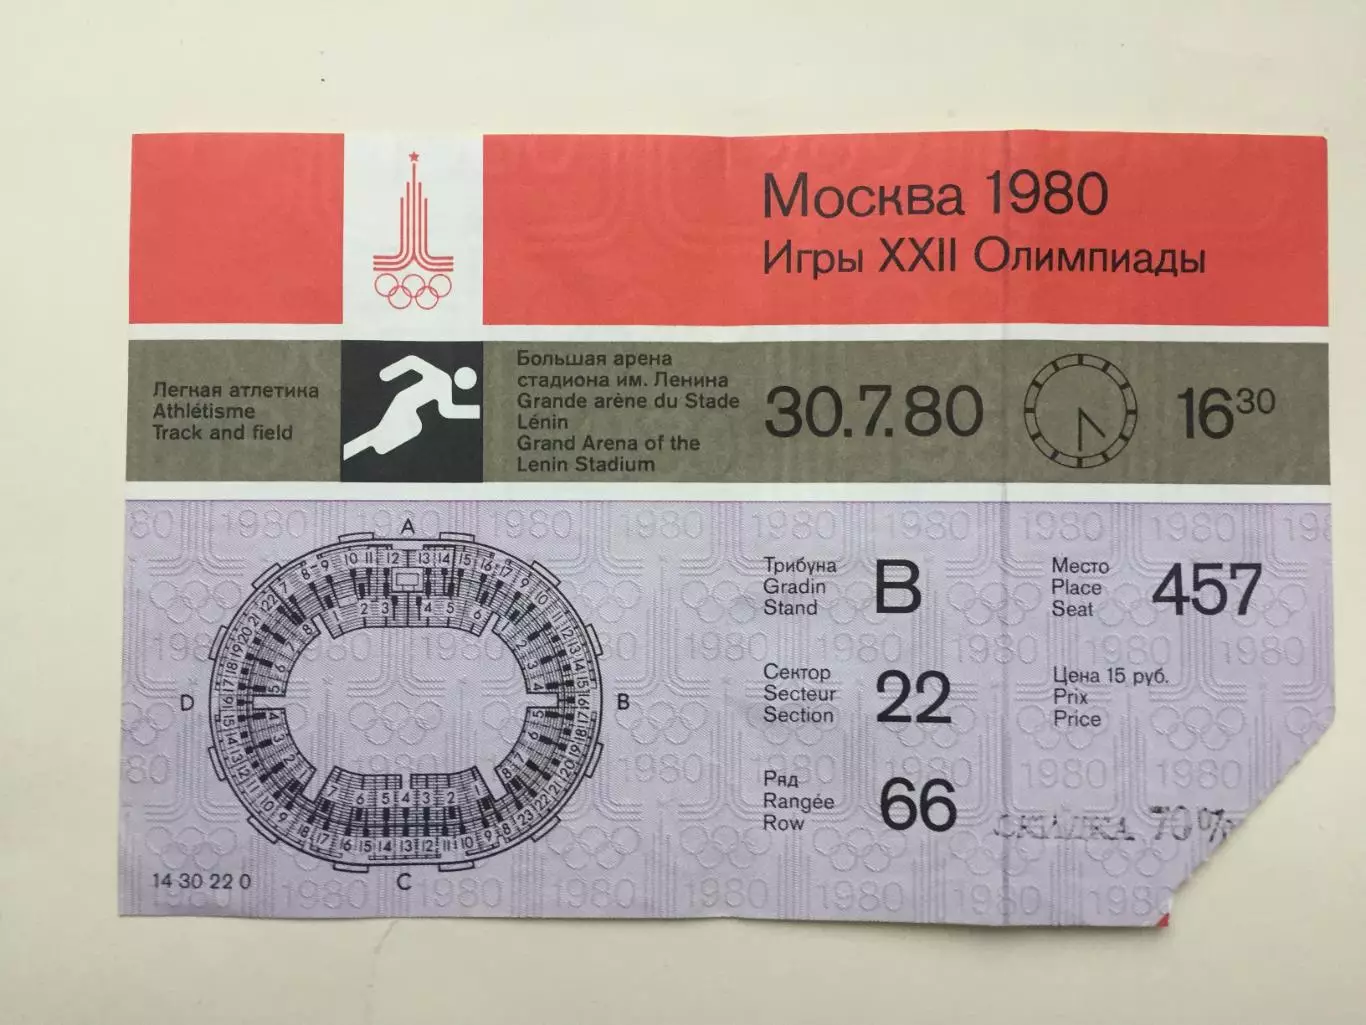 Москва 1980
Игры XXII Олимпиады
Легкая атлетика
Athlétisme
Track and field
Большая арена
стадиона им. Ленина
Grande arène du Stade
Lénin
Grand Arena of the
Lenin Stadium
30.7.80
16 30
A
B
C
D
14 30 22 0
Трибуна
Gradin
Stand
B
Место
Place
Seat
457
Сектор
Secteur
Section
22
Цена 15 руб.
Prix
Price
Ряд
Rangée
Row
66
СКИДКА 70%